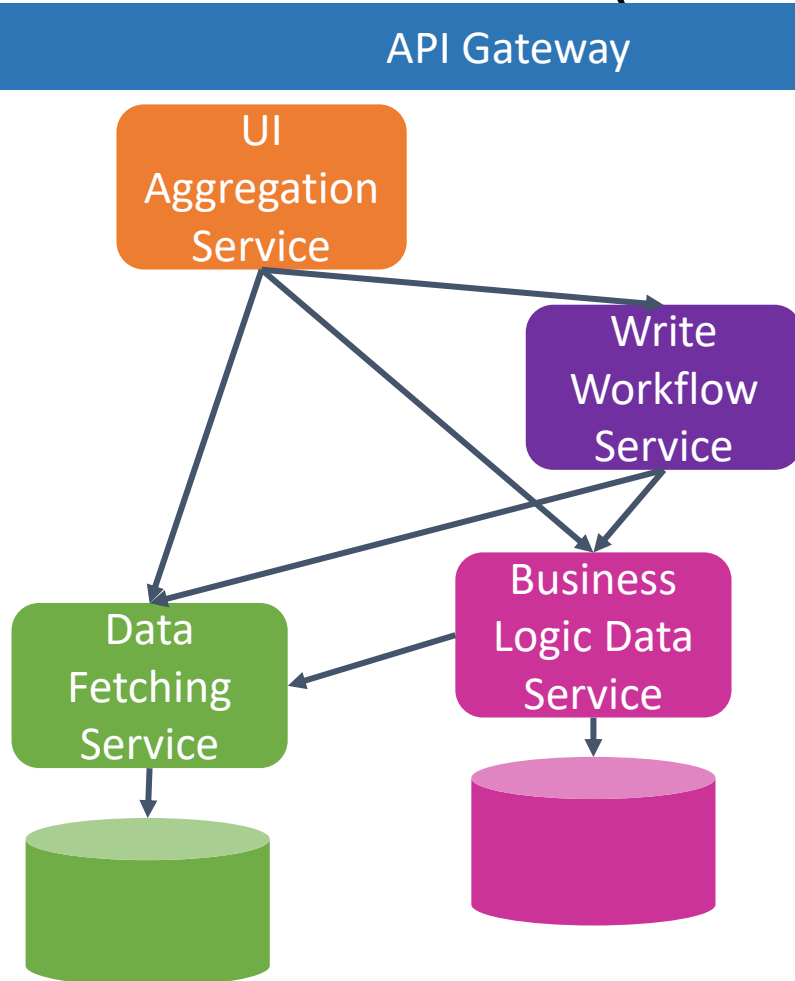 API Gateway
UI
Aggregation
Service
Write
Workflow
Service
Business
Logic Data
Service
Data
Fetching
Service